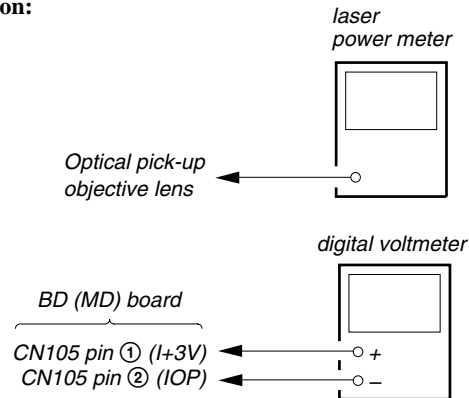 on:
laser
power meter
Optical pick-up
objective lens
digital voltmeter
BD (MD) board
CN105 pin ① (I+3V)
+
CN105 pin ② (IOP)
–